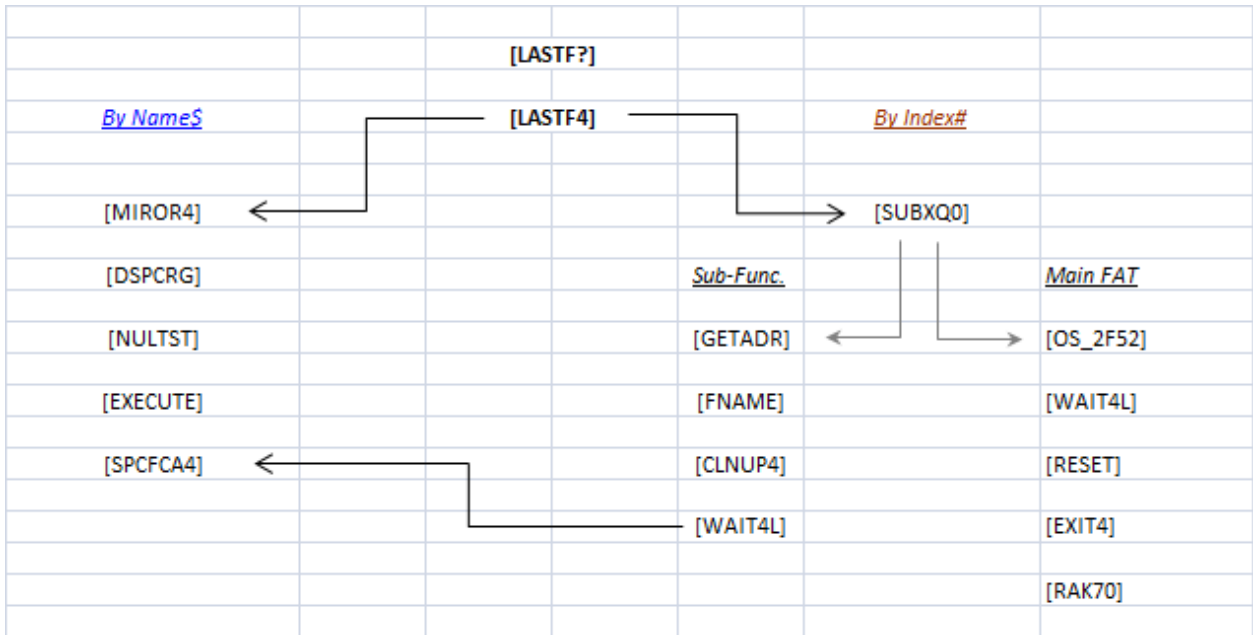 [LASTF?]
By Name$ [LASTF4] By Index#
[MIROR4] [SUBXQ0]
[DSPCRG] Sub-Func. Main FAT
[NULTST] [GETADR] [OS_2F52]
[EXECUTE] [FNAME] [WAIT4L]
[SPCFCA4] [CLNUP4] [RESET]
[WAIT4L] [EXIT4]
[RAK70]